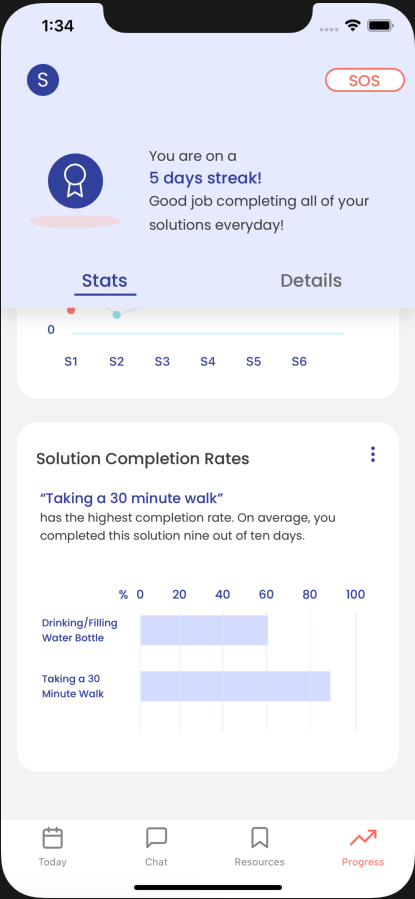 1:34
S
SOS
You are on a
5 days streak!
Good job completing all of your
solutions everyday!
Stats
Details
0
S1 S2 S3 S4 S5 S6
Solution Completion Rates
“Taking a 30 minute walk”
has the highest completion rate. On average, you
completed this solution nine out of ten days.
% 0 20 40 60 80 100
Drinking/Filling
Water Bottle
Taking a 30
Minute Walk
Today
Chat
Resources
Progress